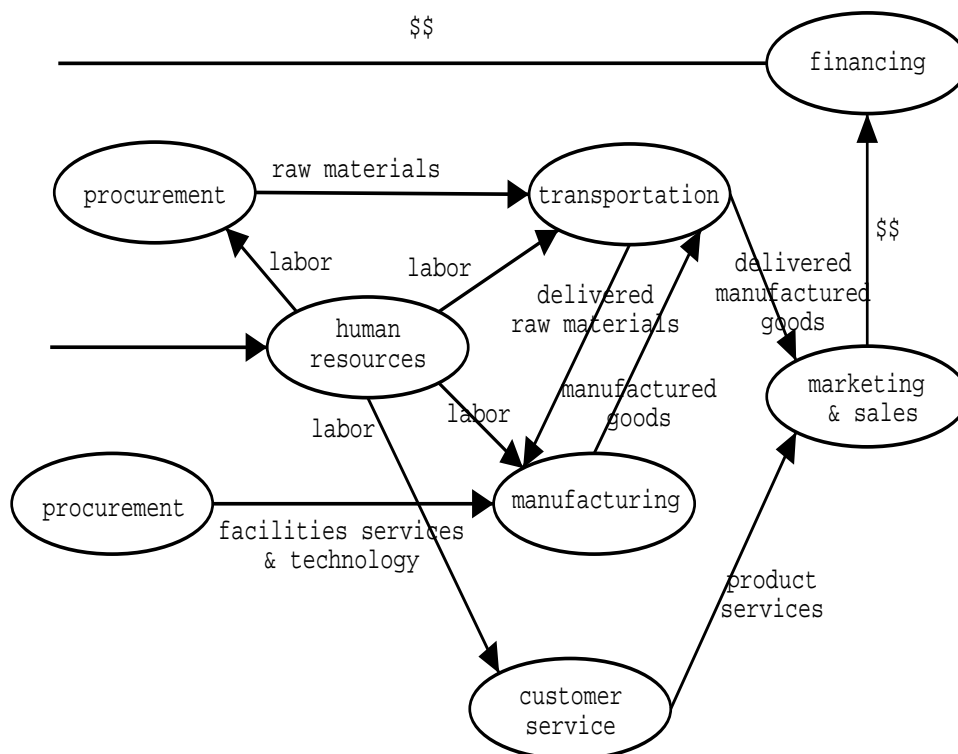 $$
financing
raw materials
procurement
transportation
$$
labor
labor
delivered
manufactured
goods
delivered
raw materials
human
resources
marketing
& sales
manufactured
goods
labor
labor
manufacturing
procurement
facilities services
& technology
product
services
customer
service